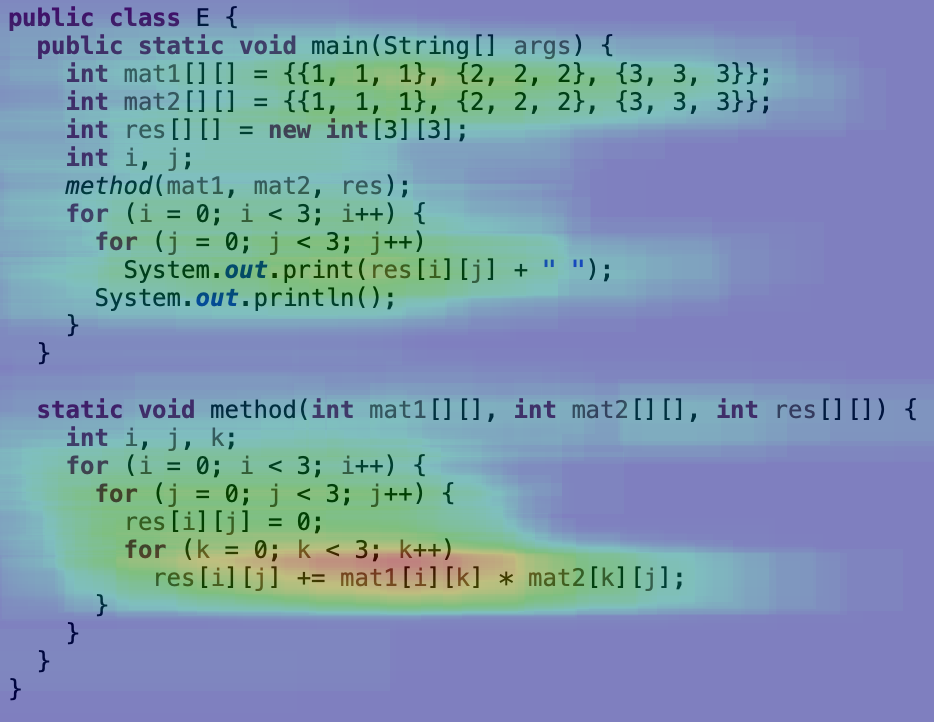 public class E {
public static void main(String[] args) {
int mat1[][] = {{1, 1, 1}, {2, 2, 2}, {3, 3, 3}};
int mat2[][] = {{1, 1, 1}, {2, 2, 2}, {3, 3, 3}};
int res[][] = new int[3][3];
int i, j;
method(mat1, mat2, res);
for (i = 0; i < 3; i++) {
for (j = 0; j < 3; j++)
System.out.print(res[i][j] + " ");
System.out.println();
}
}
static void method(int mat1[][], int mat2[][], int res[][]) {
int i, j, k;
for (i = 0; i < 3; i++) {
for (j = 0; j < 3; j++) {
res[i][j] = 0;
for (k = 0; k < 3; k++)
res[i][j] += mat1[i][k] * mat2[k][j];
}
}
}
}